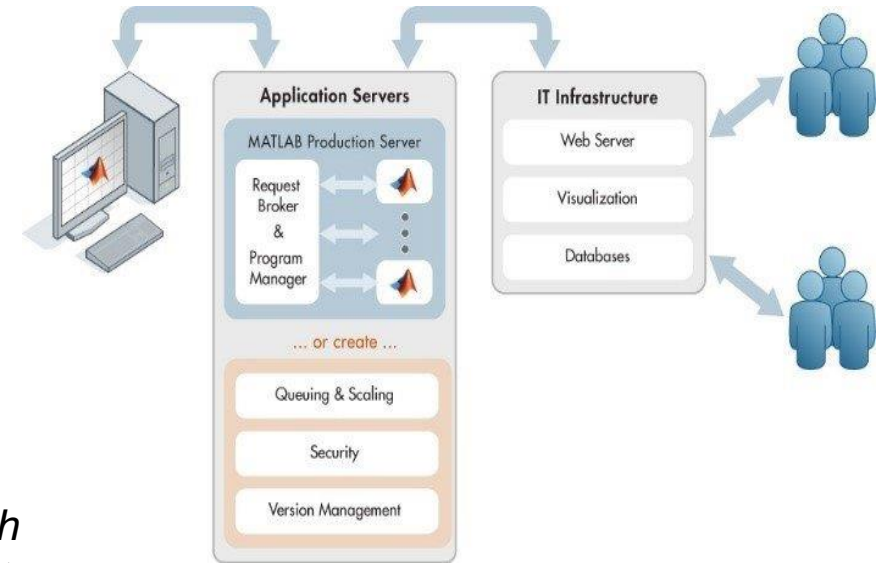 Application Servers
MATLAB Production Server
Request
Broker
&
Program
Manager
... or create ...
Queuing & Scaling
Security
Version Management
IT Infrastructure
Web Server
Visualization
Databases
h